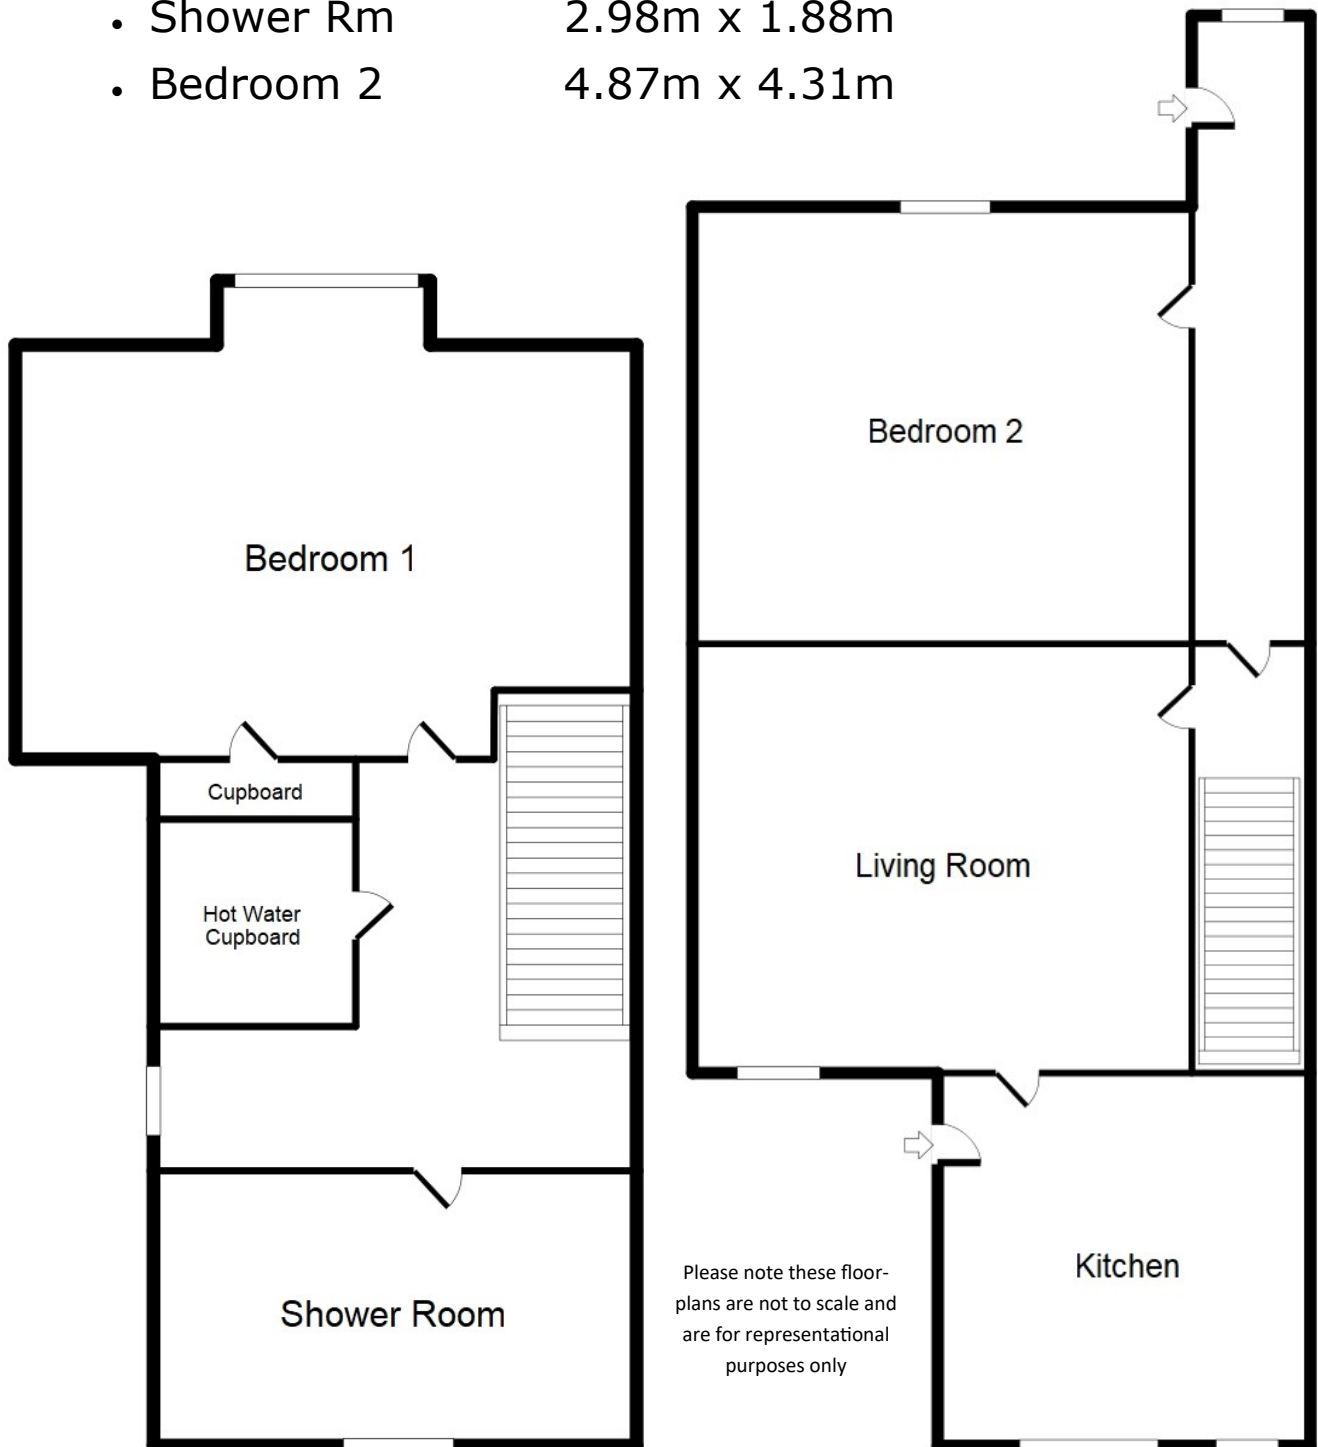 • Shower Rm 2.98m x 1.88m
• Bedroom 2 4.87m x 4.31m
Bedroom 2
Bedroom 1
Cupboard
Hot Water
Cupboard
Living Room
Shower Room
Kitchen
Please note these floor-
plans are not to scale and
are for representational
purposes only